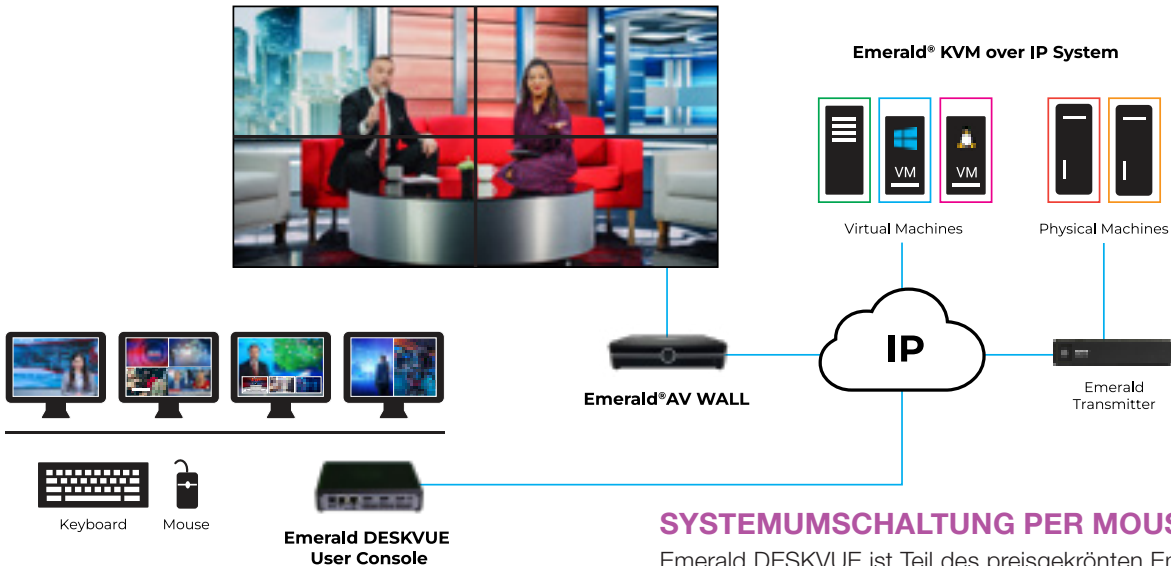 Emerald® KVM over IP System
VM
VM
Virtual Machines
Physical Machines
IP
Emerald®AV WALL
Emerald
Transmitter
Keyboard
Mouse
Emerald DESKVUE
User Console
SYSTEMUMSCHALTUNG PER MOUS
Emerald DESKVUE ist Teil des preisgekrönten Em